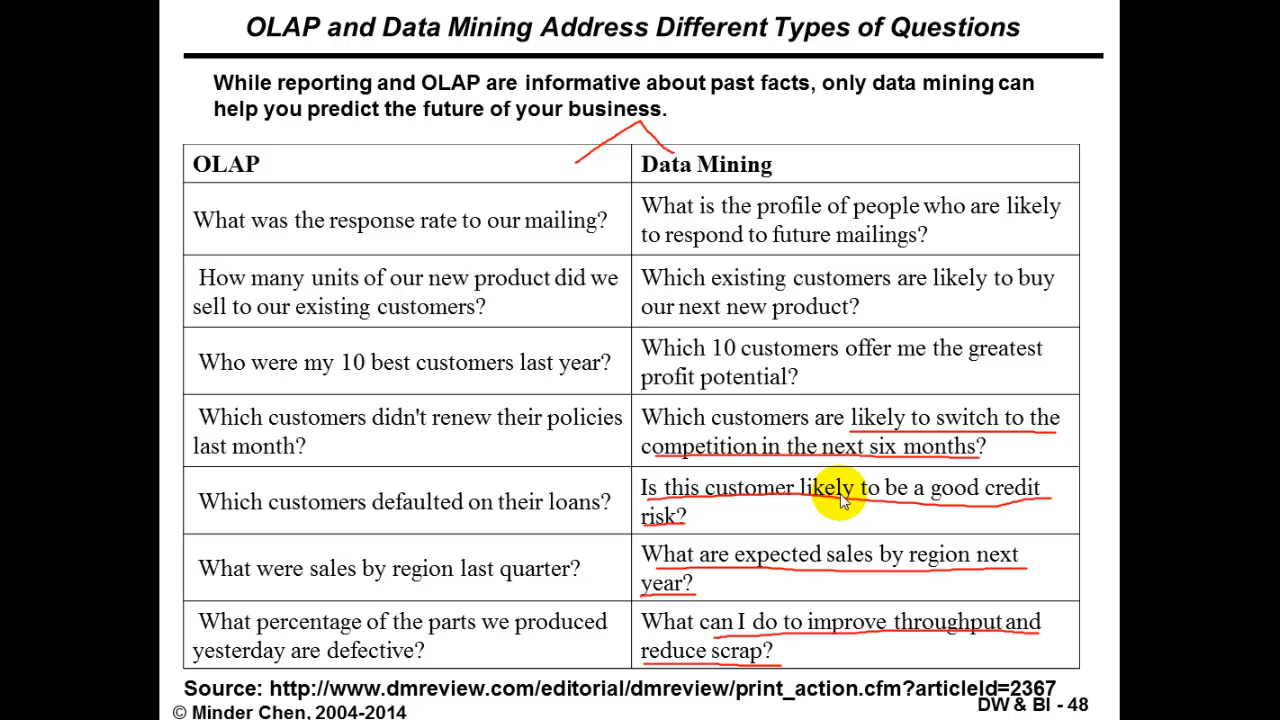 OLAP and Data Mining Address Different Types of Questions
While reporting and OLAP are informative about past facts, only data mining can
help you predict the future of your business.
OLAP
Data Mining
What was the response rate to our mailing?
What is the profile of people who are likely
to respond to future mailings?
How many units of our new product did we
sell to our existing customers?
Which existing customers are likely to buy
our next new product?
Who were my 10 best customers last year?
Which 10 customers offer me the greatest
profit potential?
Which customers didn't renew their policies
last month?
Which customers are likely to switch to the
competition in the next six months?
Which customers defaulted on their loans?
Is this customer likely to be a good credit
risk?
What were sales by region last quarter?
What are expected sales by region next
year?
What percentage of the parts we produced
yesterday are defective?
What can I do to improve throughput and
reduce scrap?
Source: http://www.dmreview.com/editorial/dmreview/print_action.cfm?articleId=2367
DW & BI - 48
© Minder Chen, 2004-2014